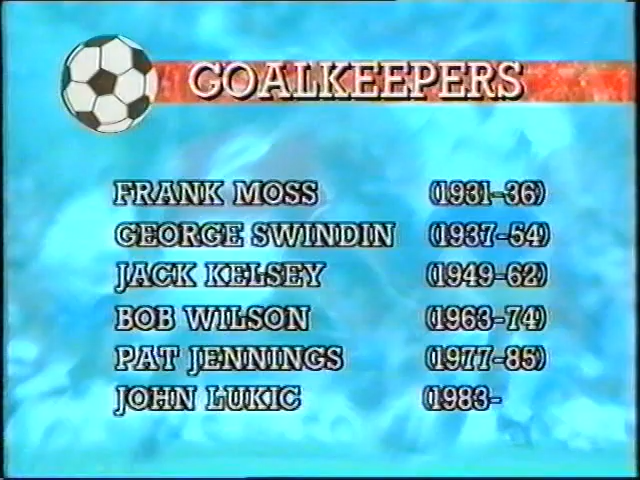 GOALKEEPERS
FRANK MOSS (1931-36)
GEORGE SWINDIN (1937-54)
JACK KELSEY (1949-62)
BOB WILSON (1963-74)
PAT JENNINGS (1977-85)
JOHN LUKIC (1983-